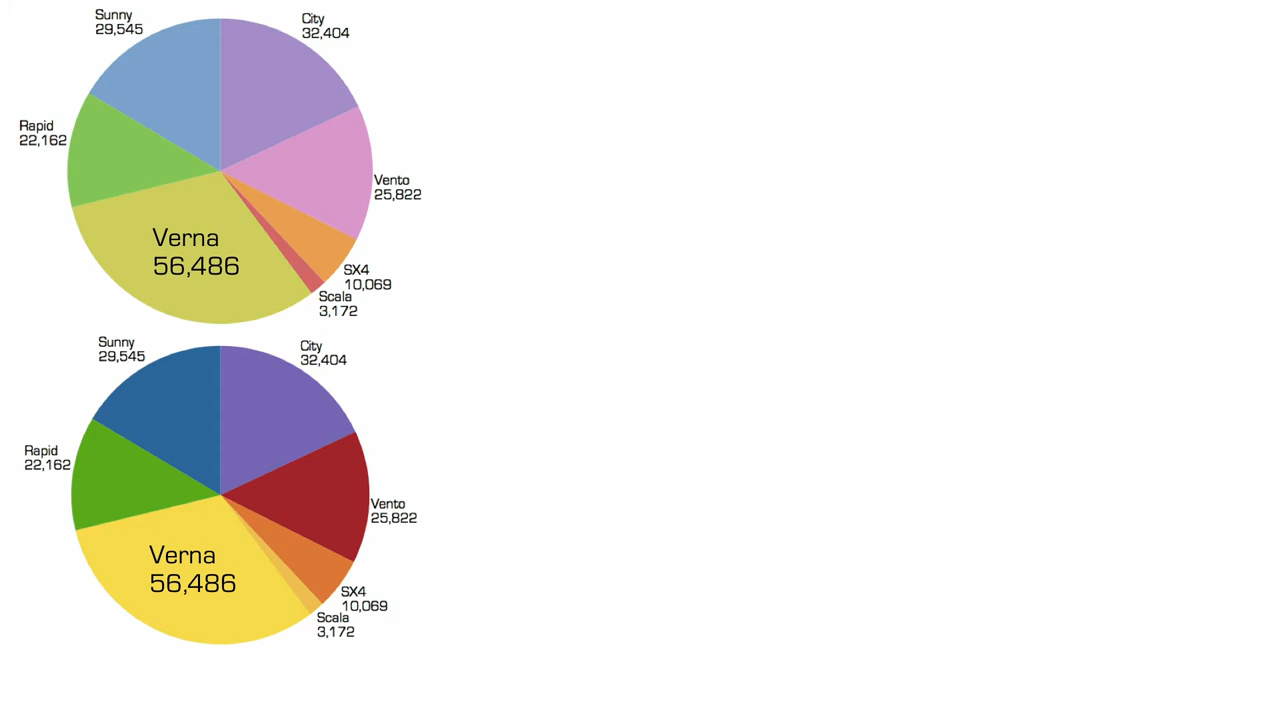 Sunny
29,545
City
32,404
Rapid
22,162
Vento
25,822
Verna
56,486
SX4
10,069
Scala
3,172
Sunny
29,545
City
32,404
Rapid
22,162
Vento
25,822
Verna
56,486
SX4
10,069
Scala
3,172